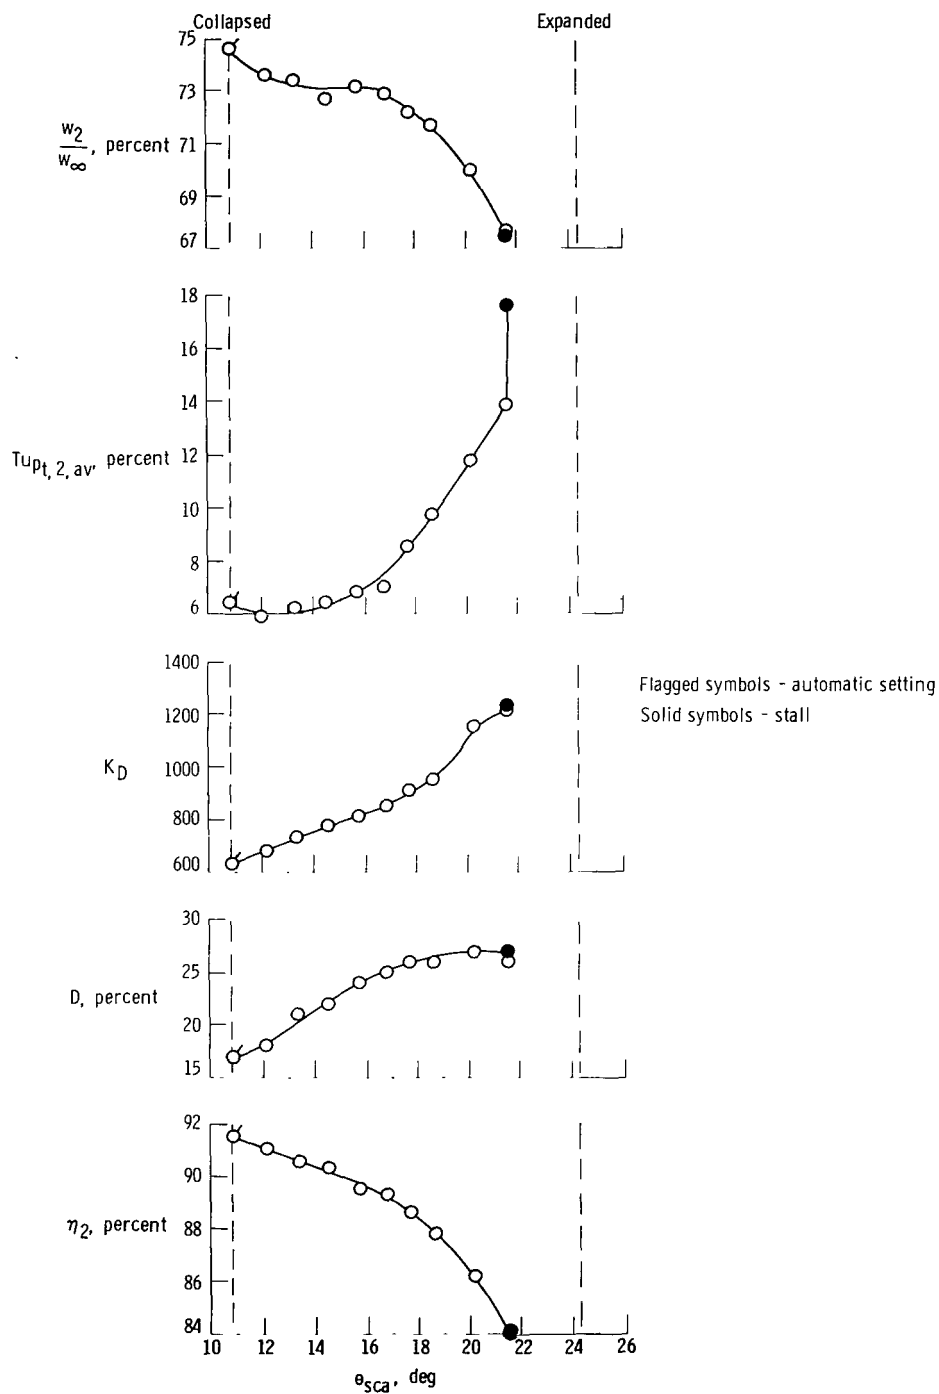 Collapsed
Expanded
75
73
71
69
67
w2/w∞, percent
18
16
14
12
10
8
6
Tupt, 2, av, percent
1400
1200
1000
800
600
KD
Flagged symbols - automatic setting
Solid symbols - stall
30
25
20
15
D, percent
92
90
88
86
84
η2, percent
10 12 14 16 18 20 22 24 26
θsca, deg